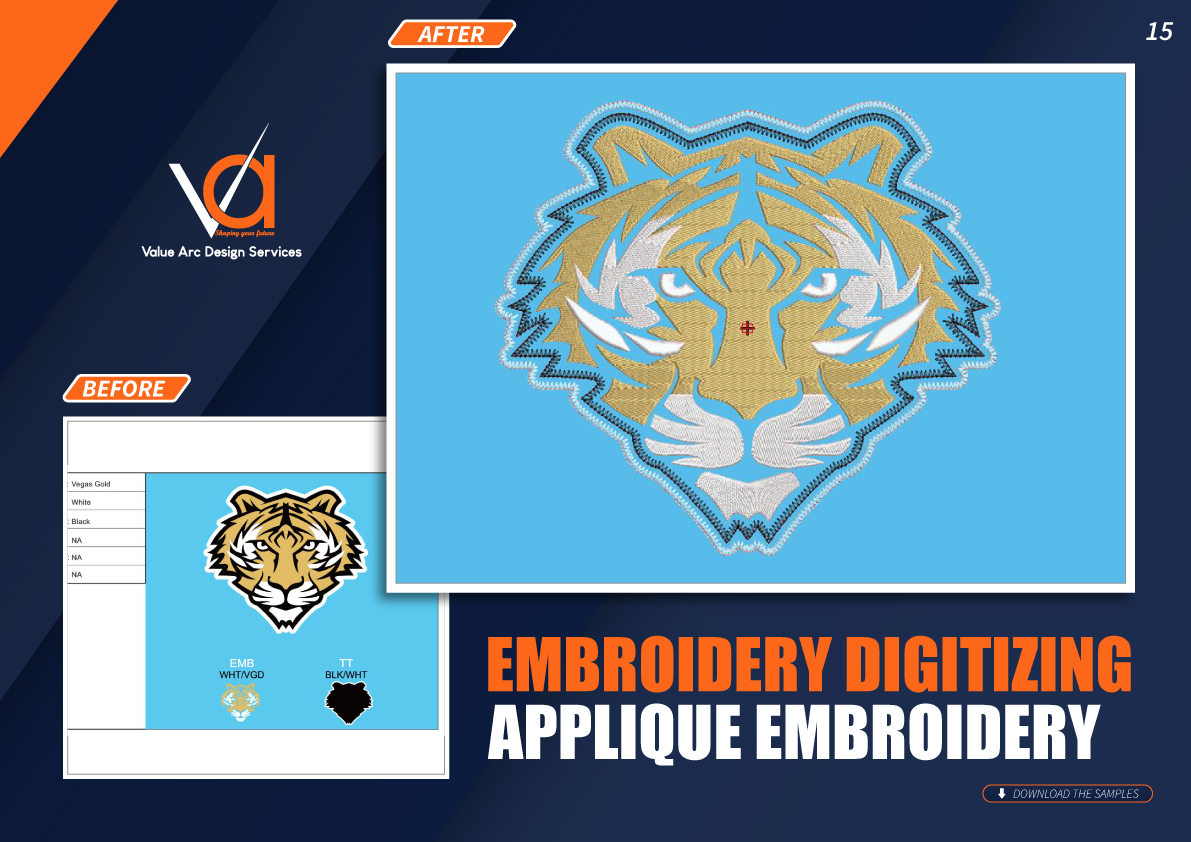 AFTER
15
Shaping your future
Value Arc Design Services
BEFORE
: Vegas Gold
White
: Black
NA
: NA
NA
EMB
WHT/VGD
TT
BLK/WHT
EMBROIDERY DIGITIZING
APPLIQUE EMBROIDERY
DOWNLOAD THE SAMPLES